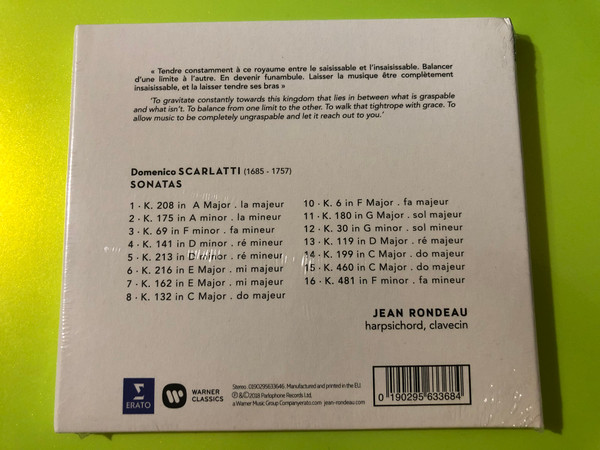 « Tendre constamment à ce royaume entre le saisissable et l'insaisissable. Balancer
d'une limite à l'autre. En devenir funambule. Laisser la musique être complètement
insaisissable, et la laisser tendre ses bras »
'To gravitate constantly towards this kingdom that lies in between what is graspable
and what isn't. To balance from one limit to the other. To walk that tightrope with grace. To
allow music to be completely ungraspable and let it reach out to you.'
Domenico SCARLATTI (1685 - 1757)
SONATAS
1 · K. 208 in A Major . la majeur
2 · K. 175 in A minor . la mineur
3 · K. 69 in F minor . fa mineur
4 · K. 141 in D minor . ré mineur
5 · K. 213 in D minor . ré mineur
6 · K. 216 in E Major . mi majeur
7 · K. 162 in E Major . mi majeur
8 · K. 132 in C Major . do majeur
10 · K. 6 in F Major . fa majeur
11 · K. 180 in G Major . sol majeur
12 · K. 30 in G minor . sol mineur
13 · K. 119 in D Major . ré majeur
14 · K. 199 in C Major . do majeur
15 · K. 460 in C Major . do majeur
16 · K. 481 in F minor . fa mineur
JEAN RONDEAU
harpsichord, clavecin
ERATO
WARNER
CLASSICS
Stereo. 0190295633646. Manufactured and printed in the EU.
℗ & © 2018 Parlophone Records Ltd,
a Warner Music Group Company erato.com . jean-rondeau.com
0 190295 633684